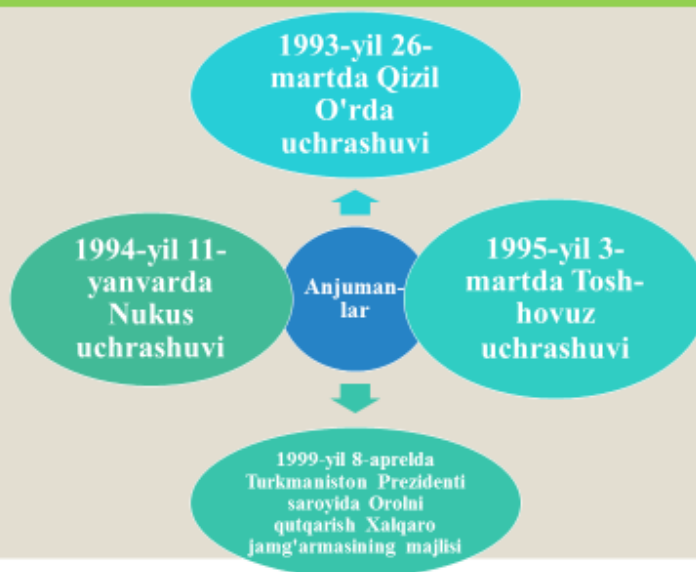 1993-yil 26-
martda Qizil
O'rda
uchrashuvi
1994-yil 11-
yanvarda
Nukus
uchrashuvi
Anjuman-
lar
1995-yil 3-
martda Tosh-
hovuz
uchrashuvi
1999-yil 8-aprelda
Turkmaniston Prezidenti
saroyida Orolni
qutqarish Xalqaro
jamg'armasining majlisi